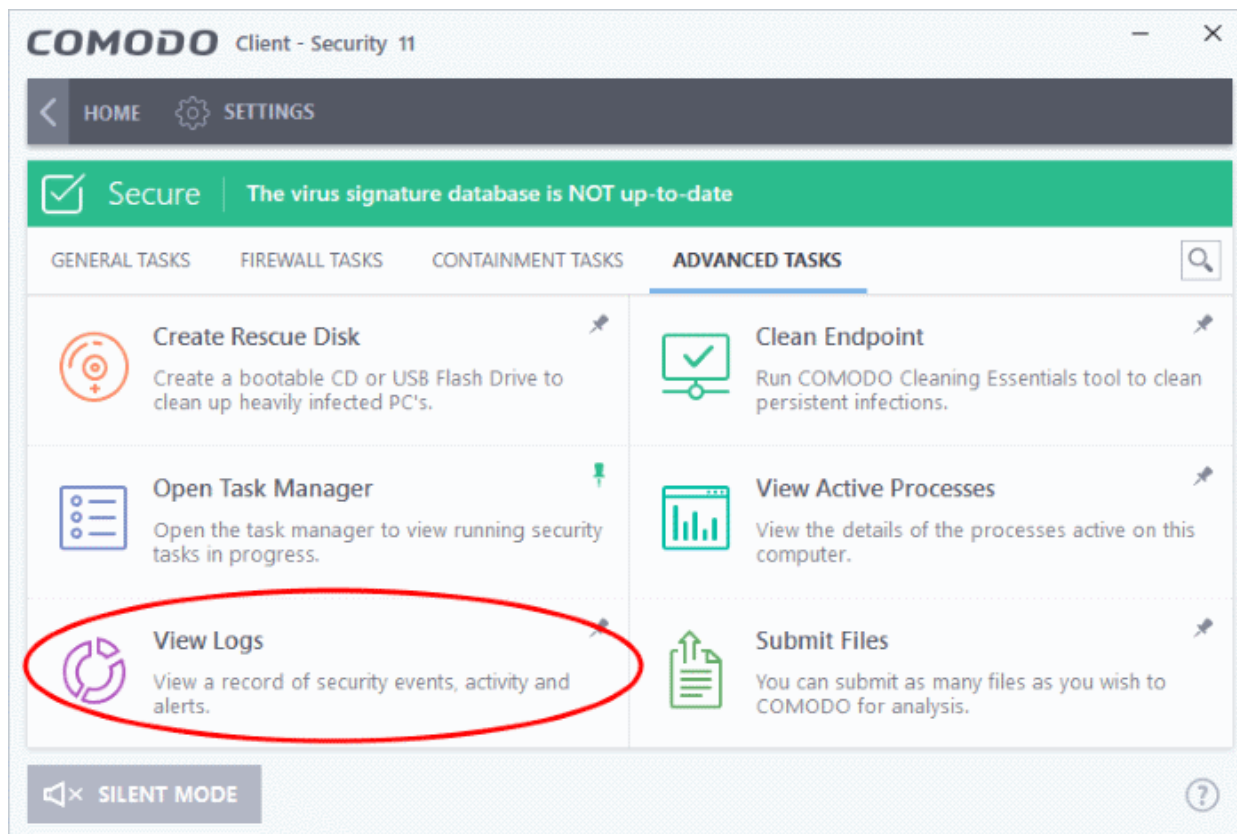 COMODO Client - Security 11
HOME SETTINGS
Secure The virus signature database is NOT up-to-date
GENERAL TASKS FIREWALL TASKS CONTAINMENT TASKS ADVANCED TASKS
Create Rescue Disk
Create a bootable CD or USB Flash Drive to
clean up heavily infected PC's.
Clean Endpoint
Run COMODO Cleaning Essentials tool to clean
persistent infections.
Open Task Manager
Open the task manager to view running security
tasks in progress.
View Active Processes
View the details of the processes active on this
computer.
View Logs
View a record of security events, activity and
alerts.
Submit Files
You can submit as many files as you wish to
COMODO for analysis.
SILENT MODE
?